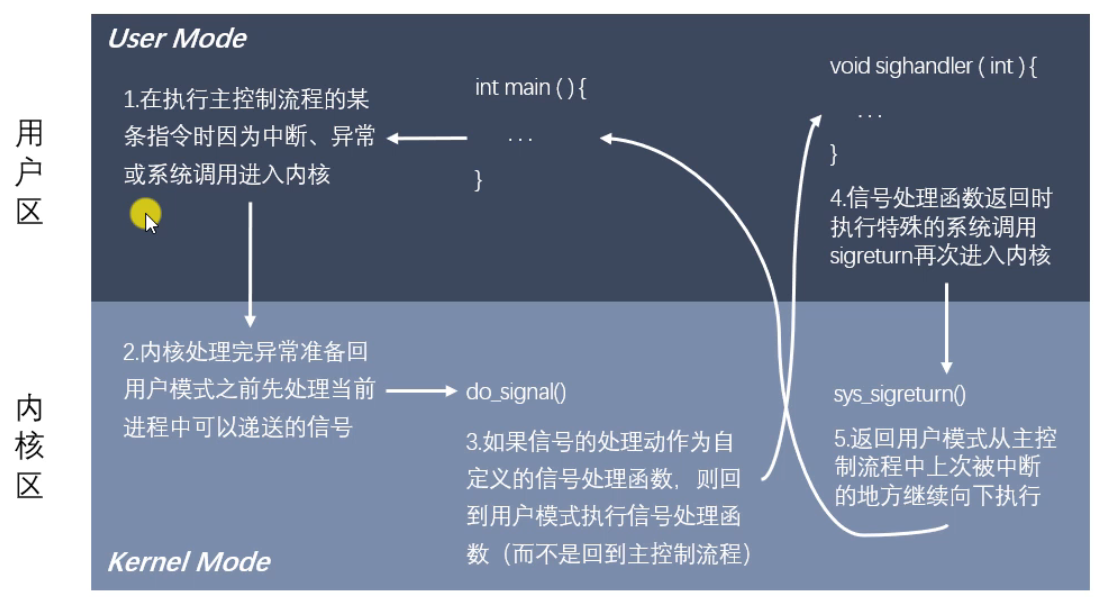 User Mode
用
户
区
1.在执行主控制流程的某
条指令时因为中断、异常
或系统调用进入内核
int main ( ) {
...
}
void sighandler ( int ) {
...
}
4.信号处理函数返回时
执行特殊的系统调用
sigreturn再次进入内核
内
核
区
2.内核处理完异常准备回
用户模式之前先处理当前
进程中可以递送的信号
do_signal()
3.如果信号的处理动作为自
定义的信号处理函数，则回
到用户模式执行信号处理函
数（而不是回到主控制流程）
sys_sigreturn()
5.返回用户模式从主控
制流程中上次被中断
的地方继续向下执行
Kernel Mode